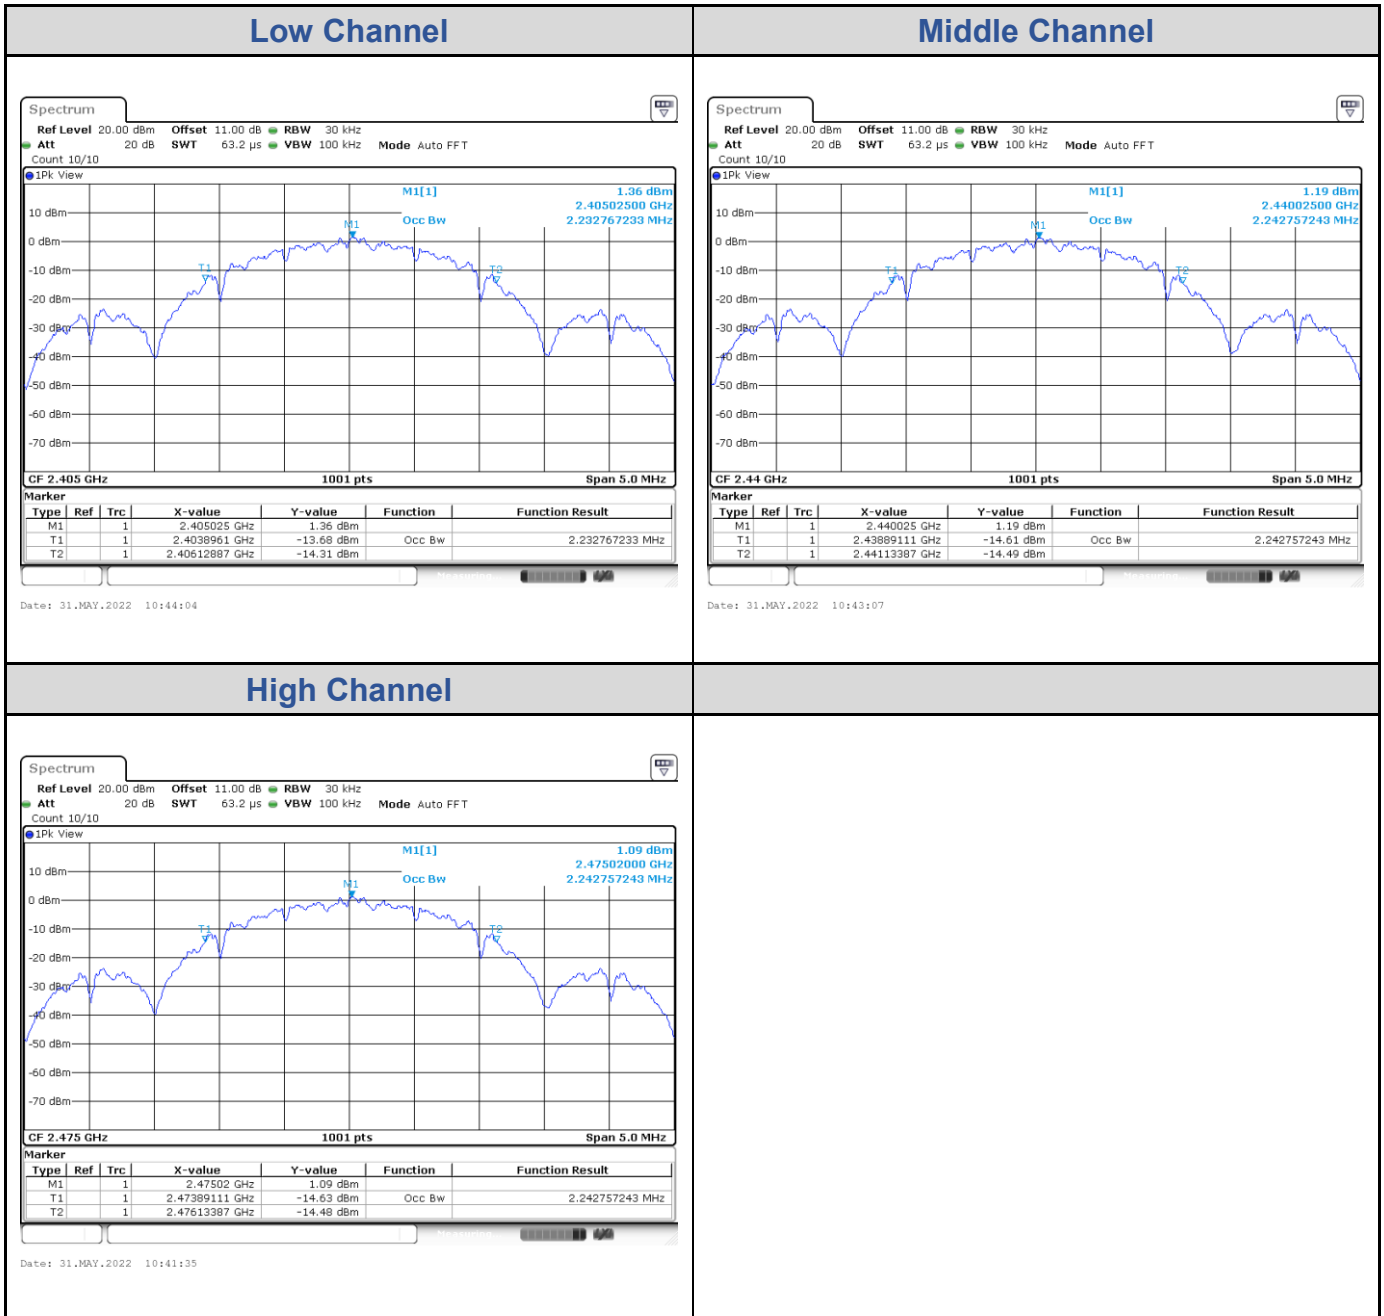 Low Channel
Spectrum
Ref Level 20.00 dBm Offset 11.00 dB RBW 30 kHz
Att 20 dB SWT 63.2 µs VBW 100 kHz Mode Auto FFT
Count 10/10
1Pk View
M1[1] 1.36 dBm
2.40502500 GHz
Occ Bw 2.232767233 MHz
10 dBm
0 dBm
-10 dBm
-20 dBm
-30 dBm
-40 dBm
-50 dBm
-60 dBm
-70 dBm
M1
T1
T2
CF 2.405 GHz 1001 pts Span 5.0 MHz
Marker
Type Ref Trc X-value Y-value Function Function Result
M1 1 2.405025 GHz 1.36 dBm
T1 1 2.4038961 GHz -13.68 dBm Occ Bw 2.232767233 MHz
T2 1 2.40612887 GHz -14.31 dBm
Measuring...
Date: 31.MAY.2022 10:44:04
Middle Channel
Spectrum
Ref Level 20.00 dBm Offset 11.00 dB RBW 30 kHz
Att 20 dB SWT 63.2 µs VBW 100 kHz Mode Auto FFT
Count 10/10
1Pk View
M1[1] 1.19 dBm
2.44002500 GHz
Occ Bw 2.242757243 MHz
10 dBm
0 dBm
-10 dBm
-20 dBm
-30 dBm
-40 dBm
-50 dBm
-60 dBm
-70 dBm
M1
T1
T2
CF 2.44 GHz 1001 pts Span 5.0 MHz
Marker
Type Ref Trc X-value Y-value Function Function Result
M1 1 2.440025 GHz 1.19 dBm
T1 1 2.43889111 GHz -14.61 dBm Occ Bw 2.242757243 MHz
T2 1 2.44113387 GHz -14.49 dBm
Measuring...
Date: 31.MAY.2022 10:43:07
High Channel
Spectrum
Ref Level 20.00 dBm Offset 11.00 dB RBW 30 kHz
Att 20 dB SWT 63.2 µs VBW 100 kHz Mode Auto FFT
Count 10/10
1Pk View
M1[1] 1.09 dBm
2.47502000 GHz
Occ Bw 2.242757243 MHz
10 dBm
0 dBm
-10 dBm
-20 dBm
-30 dBm
-40 dBm
-50 dBm
-60 dBm
-70 dBm
M1
T1
T2
CF 2.475 GHz 1001 pts Span 5.0 MHz
Marker
Type Ref Trc X-value Y-value Function Function Result
M1 1 2.47502 GHz 1.09 dBm
T1 1 2.47389111 GHz -14.63 dBm Occ Bw 2.242757243 MHz
T2 1 2.47613387 GHz -14.48 dBm
Measuring...
Date: 31.MAY.2022 10:41:35